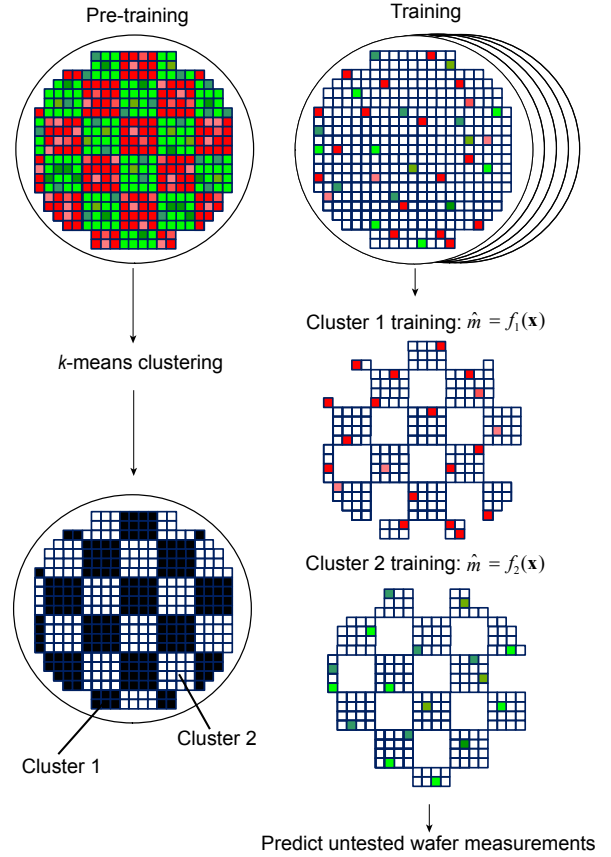 Pre-training
Training
k-means clustering
Cluster 1 training: m̂ = f₁(x)
Cluster 2 training: m̂ = f₂(x)
Cluster 2
Cluster 1
Predict untested wafer measurements